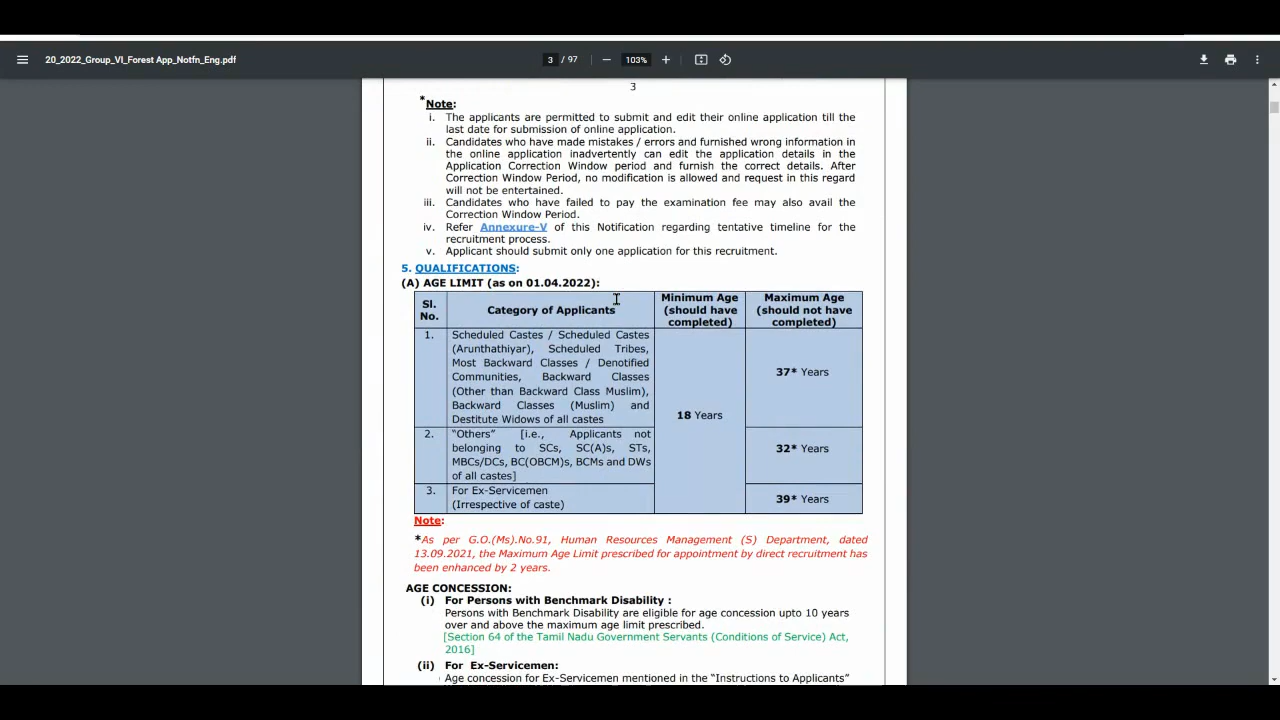 20_2022_Group_VI_Forest App_Notfn_Eng.pdf
3 / 97
103%
3
*Note:
i. The applicants are permitted to submit and edit their online application till the
last date for submission of online application.
ii. Candidates who have made mistakes / errors and furnished wrong information in
the online application inadvertently can edit the application details in the
Application Correction Window period and furnish the correct details. After
Correction Window Period, no modification is allowed and request in this regard
will not be entertained.
iii. Candidates who have failed to pay the examination fee may also avail the
Correction Window Period.
iv. Refer Annexure-V of this Notification regarding tentative timeline for the
recruitment process.
v. Applicant should submit only one application for this recruitment.
5. QUALIFICATIONS:
(A) AGE LIMIT (as on 01.04.2022):
Sl.
No.
Category of Applicants
Minimum Age
(should have
completed)
Maximum Age
(should not have
completed)
1.
Scheduled Castes / Scheduled Castes
(Arunthathiyar), Scheduled Tribes,
Most Backward Classes / Denotified
Communities, Backward Classes
(Other than Backward Class Muslim),
Backward Classes (Muslim) and
Destitute Widows of all castes
18 Years
37* Years
2.
"Others" [i.e., Applicants not
belonging to SCs, SC(A)s, STs,
MBCs/DCs, BC(OBCM)s, BCMs and DWs
of all castes]
32* Years
3.
For Ex-Servicemen
(Irrespective of caste)
39* Years
Note:
*As per G.O.(Ms).No.91, Human Resources Management (S) Department, dated
13.09.2021, the Maximum Age Limit prescribed for appointment by direct recruitment has
been enhanced by 2 years.
AGE CONCESSION:
(i) For Persons with Benchmark Disability :
Persons with Benchmark Disability are eligible for age concession upto 10 years
over and above the maximum age limit prescribed.
[Section 64 of the Tamil Nadu Government Servants (Conditions of Service) Act,
2016]
(ii) For Ex-Servicemen:
Age concession for Ex-Servicemen mentioned in the "Instructions to Applicants"